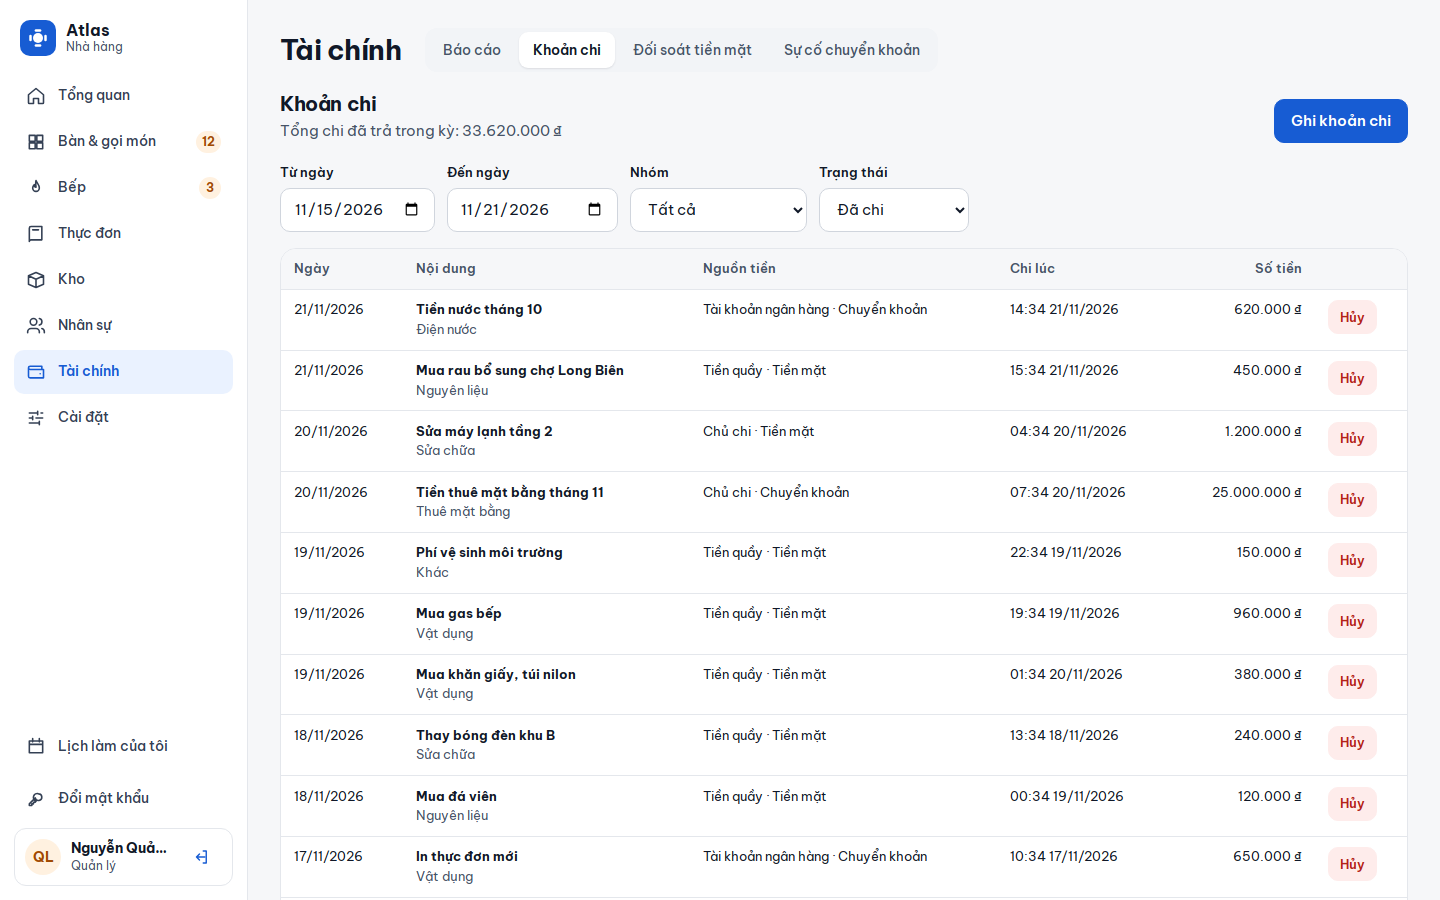 Atlas
Nhà hàng
Tổng quan
Bàn & gọi món 12
Bếp 3
Thực đơn
Kho
Nhân sự
Tài chính
Cài đặt
Lịch làm của tôi
Đổi mật khẩu
QL
Nguyễn Quả...
Quản lý
Tài chính
Báo cáo
Khoản chi
Đối soát tiền mặt
Sự cố chuyển khoản
Khoản chi
Tổng chi đã trả trong kỳ: 33.620.000 ₫
Ghi khoản chi
Từ ngày
11/15/2026
Đến ngày
11/21/2026
Nhóm
Tất cả
Trạng thái
Đã chi
Ngày Nội dung Nguồn tiền Chi lúc Số tiền
21/11/2026 Tiền nước tháng 10 Tài khoản ngân hàng · Chuyển khoản 14:34 21/11/2026 620.000 ₫ Hủy
Điện nước
21/11/2026 Mua rau bổ sung chợ Long Biên Tiền quầy · Tiền mặt 15:34 21/11/2026 450.000 ₫ Hủy
Nguyên liệu
20/11/2026 Sửa máy lạnh tầng 2 Chủ chi · Tiền mặt 04:34 20/11/2026 1.200.000 ₫ Hủy
Sửa chữa
20/11/2026 Tiền thuê mặt bằng tháng 11 Chủ chi · Chuyển khoản 07:34 20/11/2026 25.000.000 ₫ Hủy
Thuê mặt bằng
19/11/2026 Phí vệ sinh môi trường Tiền quầy · Tiền mặt 22:34 19/11/2026 150.000 ₫ Hủy
Khác
19/11/2026 Mua gas bếp Tiền quầy · Tiền mặt 19:34 19/11/2026 960.000 ₫ Hủy
Vật dụng
19/11/2026 Mua khăn giấy, túi nilon Tiền quầy · Tiền mặt 01:34 20/11/2026 380.000 ₫ Hủy
Vật dụng
18/11/2026 Thay bóng đèn khu B Tiền quầy · Tiền mặt 13:34 18/11/2026 240.000 ₫ Hủy
Sửa chữa
18/11/2026 Mua đá viên Tiền quầy · Tiền mặt 00:34 19/11/2026 120.000 ₫ Hủy
Nguyên liệu
17/11/2026 In thực đơn mới Tài khoản ngân hàng · Chuyển khoản 10:34 17/11/2026 650.000 ₫ Hủy
Vật dụng